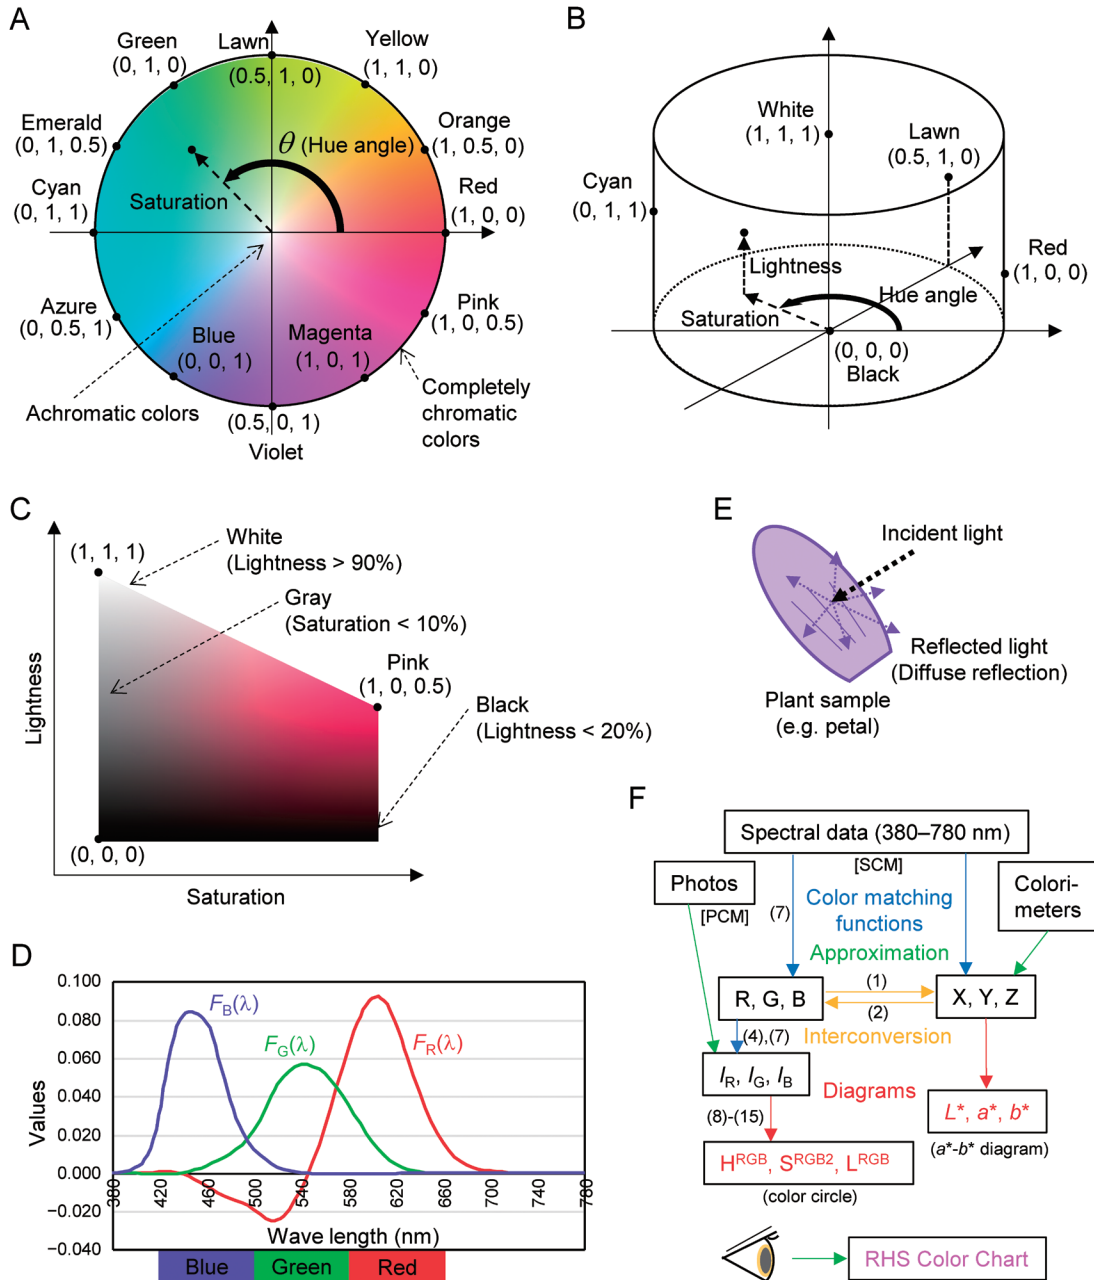 A
Green
(0, 1, 0)
Lawn
(0.5, 1, 0)
Yellow
(1, 1, 0)
Emerald
(0, 1, 0.5)
θ (Hue angle)
Orange
(1, 0.5, 0)
Cyan
(0, 1, 1)
Saturation
Red
(1, 0, 0)
Azure
(0, 0.5, 1)
Blue
(0, 0, 1)
Magenta
(1, 0, 1)
Pink
(1, 0, 0.5)
Achromatic colors
(0.5, 0, 1)
Violet
Completely
chromatic
colors
B
White
(1, 1, 1)
Lawn
(0.5, 1, 0)
Cyan
(0, 1, 1)
Red
(1, 0, 0)
Lightness
Hue angle
Saturation
(0, 0, 0)
Black
C
(1, 1, 1)
White
(Lightness > 90%)
Gray
(Saturation < 10%)
Pink
(1, 0, 0.5)
Black
(Lightness < 20%)
Lightness
(0, 0, 0)
Saturation
E
Incident light
Reflected light
(Diffuse reflection)
Plant sample
(e.g. petal)
D
0.100
0.080
0.060
0.040
0.020
0.000
−0.020
−0.040
Values
F_B(λ)
F_G(λ)
F_R(λ)
380 420 460 500 540 580 620 660 700 740 780
Wave length (nm)
Blue Green Red
F
Spectral data (380–780 nm)
[SCM]
Photos
[PCM]
(7)
Color matching
functions
Colori-
meters
Approximation
R, G, B
(1)
(2)
X, Y, Z
(4),(7)
Interconversion
I_R, I_G, I_B
Diagrams
(8)-(15)
L*, a*, b*
(a*-b* diagram)
H^RGB, S^RGB2, L^RGB
(color circle)
RHS Color Chart